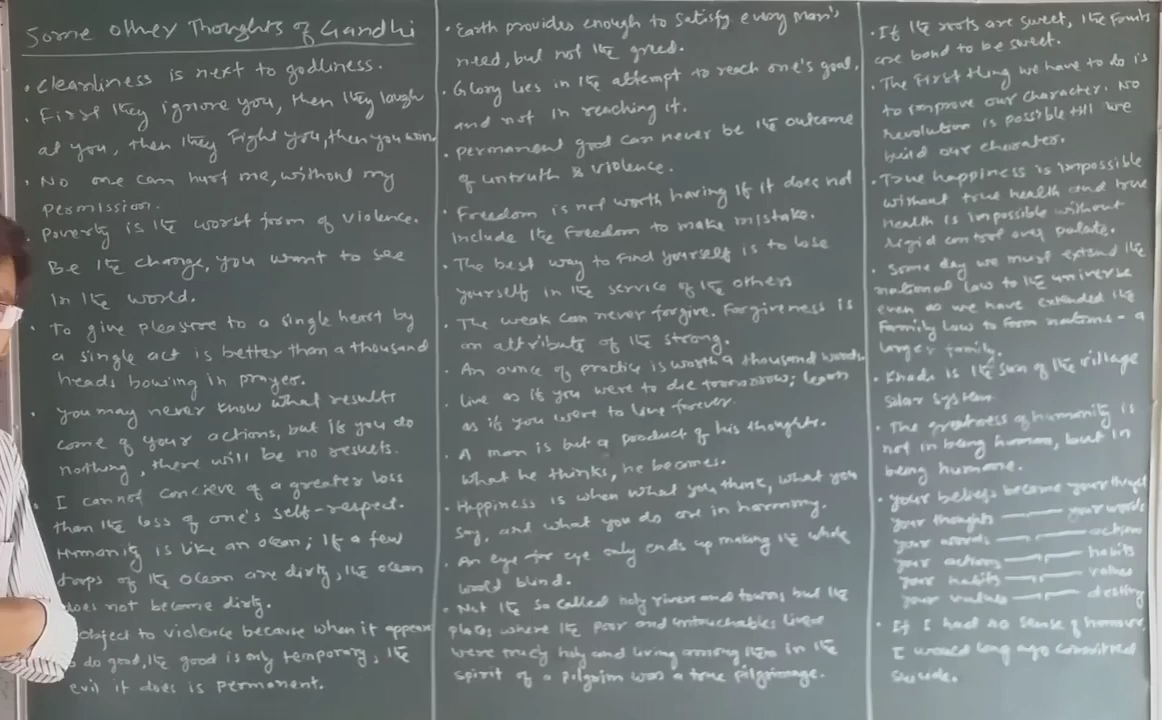 Some other Thoughts of Gandhi
• Cleanliness is next to godliness.
• First they ignore you, then they laugh
at you, then they Fight you, then you win.
• No one can hurt me, without my
permission.
• Poverty is the worst form of violence.
Be the change, you want to see
in the world.
• To give pleasure to a single heart by
a single act is better than a thousand
heads bowing in prayer.
• you may never know what results
come of your actions, but if you do
nothing, there will be no results.
• I cannot concieve of a greater loss
than the loss of one's self-respect.
Humanity is like an ocean; If a few
drops of the ocean are dirty, the ocean
does not become dirty.
object to violence because when it appears
do good, the good is only temporary, the
evil it does is permanent.
• Earth provides enough to satisfy every man's
need, but not the greed.
• Glory lies in the attempt to reach one's goal,
and not in reaching it.
• permanent good can never be the outcome
of untruth & violence.
• Freedom is not worth having if it does not
include the Freedom to make mistake.
• The best way to find yourself is to lose
yourself in the service of the others
• The weak can never forgive. Forgiveness is
an attribute of the strong.
• An ounce of practice is worth a thousand words.
• Live as if you were to die tomorrow; learn
as if you were to live forever.
• A man is but a product of his thoughts.
What he thinks, he becomes.
• Happiness is when what you think, what you
say, and what you do are in harmony.
• An eye for eye only ends up making the whole
world blind.
• Not the so called holy rivers and towns but the
places where the poor and untouchables lived
were truly holy and living among them in the
spirit of a pilgrim was a true pilgrimage.
• If the roots are sweet, the fruits
are bond to be sweet.
• The first thing we have to do is
to improve our character. No
revolution is possible till we
build our
• True happiness is impossible
without true health and true
health is impossible without
rigid control over palate.
• Some day we must extend the
national law to the universe
even as we have extended the
Family law to form nations - a
larger family.
• Khadi is the sun of the village
solar system
• The greatness of humanity is
not in being human, but in
being humane.
• your beliefs become your
your thoughts —— your words
your words —— —— actions
your actions —— —— habits
your habits —— —— values
your values —— —— destiny
• If I had no sense of humour,
I would long ago committed
suicide.